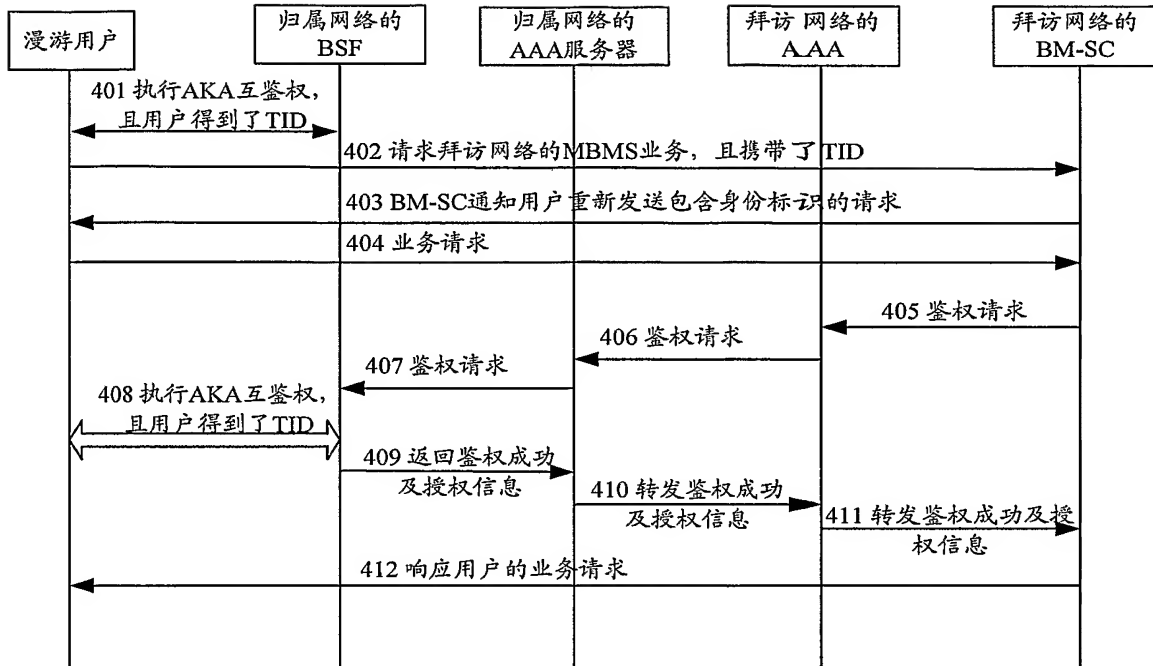 漫游用户
归属网络的
BSF
归属网络的
AAA服务器
拜访网络的
AAA
拜访网络的
BM-SC
401 执行AKA互鉴权，
且用户得到了TID
402 请求拜访网络的MBMS业务，且携带了TID
403 BM-SC通知用户重新发送包含身份标识的请求
404 业务请求
405 鉴权请求
406 鉴权请求
407 鉴权请求
408 执行AKA互鉴权，
且用户得到了TID
409 返回鉴权成功
及授权信息
410 转发鉴权成功
及授权信息
411 转发鉴权成功及授
权信息
412 响应用户的业务请求